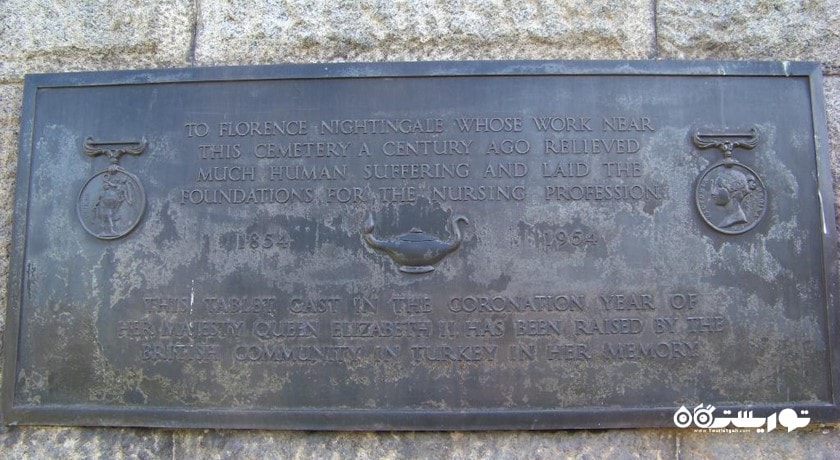 TO FLORENCE NIGHTINGALE WHOSE WORK NEAR
THIS CEMETERY A CENTURY AGO RELIEVED
MUCH HUMAN SUFFERING AND LAID THE
FOUNDATIONS FOR THE NURSING PROFESSION
1854 1954
THIS TABLET CAST IN THE CORONATION YEAR OF
HER MAJESTY QUEEN ELIZABETH II HAS BEEN RAISED BY THE
BRITISH COMMUNITY IN TURKEY IN HER MEMORY
توریستگاه